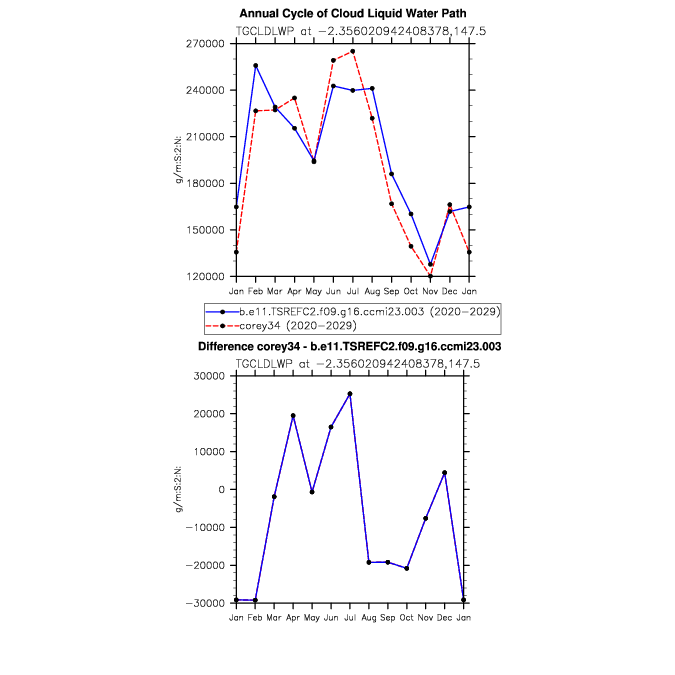 Annual Cycle of Cloud Liquid Water Path
TGCLDLWP at −2.356020942408378,147.5
270000
240000
210000
180000
150000
120000
g/m:S:2:N:
Jan Feb Mar Apr May Jun Jul Aug Sep Oct Nov Dec Jan
b.e11.TSREFC2.f09.g16.ccmi23.003 (2020−2029)
corey34 (2020−2029)
Difference corey34 - b.e11.TSREFC2.f09.g16.ccmi23.003
TGCLDLWP at −2.356020942408378,147.5
30000
20000
10000
0
−10000
−20000
−30000
g/m:S:2:N:
Jan Feb Mar Apr May Jun Jul Aug Sep Oct Nov Dec Jan